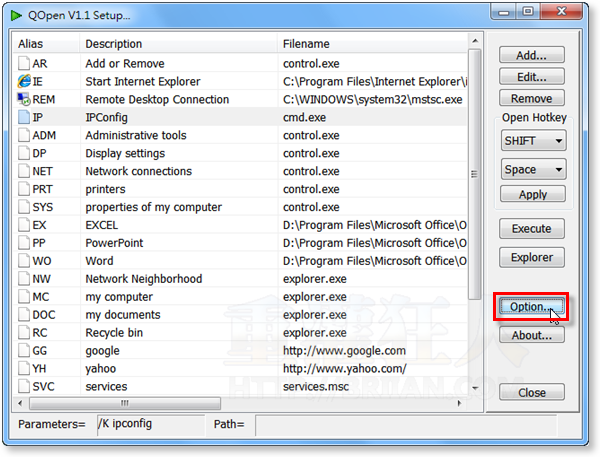 QOpen V1.1 Setup...
Alias Description Filename
AR Add or Remove control.exe
IE Start Internet Explorer C:\Program Files\Internet Explorer\i
REM Remote Desktop Connection C:\WINDOWS\system32\mstsc.exe
IP IPConfig cmd.exe
ADM Administrative tools control.exe
DP Display settings control.exe
NET Network connections control.exe
PRT printers control.exe
SYS properties of my computer control.exe
EX EXCEL D:\Program Files\Microsoft Office\O
PP PowerPoint D:\Program Files\Microsoft Office\O
WO Word D:\Program Files\Microsoft Office\O
NW Network Neighborhood explorer.exe
MC my computer explorer.exe
DOC my documents explorer.exe
RC Recycle bin explorer.exe
GG google http://www.google.com
YH yahoo http://www.yahoo.com/
SVC services services.msc
Add...
Edit...
Remove
Open Hotkey
SHIFT
Space
Apply
Execute
Explorer
Option...
About...
Close
Parameters= /K ipconfig Path=